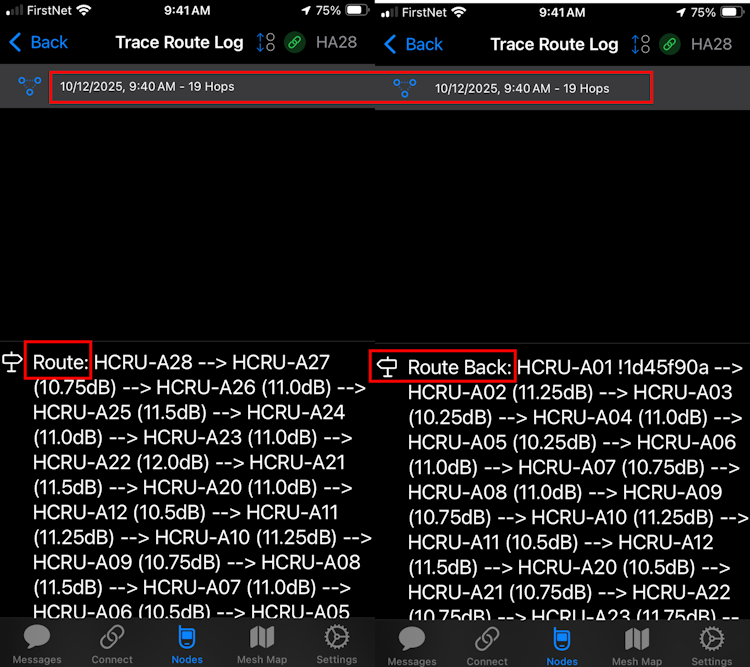 FirstNet 9:41 AM 75%
Back Trace Route Log HA28
10/12/2025, 9:40 AM - 19 Hops
Route: HCRU-A28 --> HCRU-A27
(10.75dB) --> HCRU-A26 (11.0dB) -->
HCRU-A25 (11.5dB) --> HCRU-A24
(11.0dB) --> HCRU-A23 (11.0dB) -->
HCRU-A22 (12.0dB) --> HCRU-A21
(11.5dB) --> HCRU-A20 (11.0dB) -->
HCRU-A12 (10.5dB) --> HCRU-A11
(11.25dB) --> HCRU-A10 (11.25dB) -->
HCRU-A09 (10.75dB) --> HCRU-A08
(11.5dB) --> HCRU-A07 (11.0dB) -->
HCRU-A06 (10.5dB) --> HCRU-A05
Messages Connect Nodes Mesh Map Settings
FirstNet 9:41 AM 75%
Back Trace Route Log HA28
10/12/2025, 9:40 AM - 19 Hops
Route Back: HCRU-A01 !1d45f90a -->
HCRU-A02 (11.25dB) --> HCRU-A03
(10.25dB) --> HCRU-A04 (11.0dB) -->
HCRU-A05 (10.25dB) --> HCRU-A06
(11.0dB) --> HCRU-A07 (10.75dB) -->
HCRU-A08 (11.0dB) --> HCRU-A09
(10.75dB) --> HCRU-A10 (11.25dB) -->
HCRU-A11 (10.5dB) --> HCRU-A12
(11.5dB) --> HCRU-A20 (10.5dB) -->
HCRU-A21 (10.75dB) --> HCRU-A22
(10.75dB) --> HCRU-A23 (11.75dB) -->
Messages Connect Nodes Mesh Map Settings